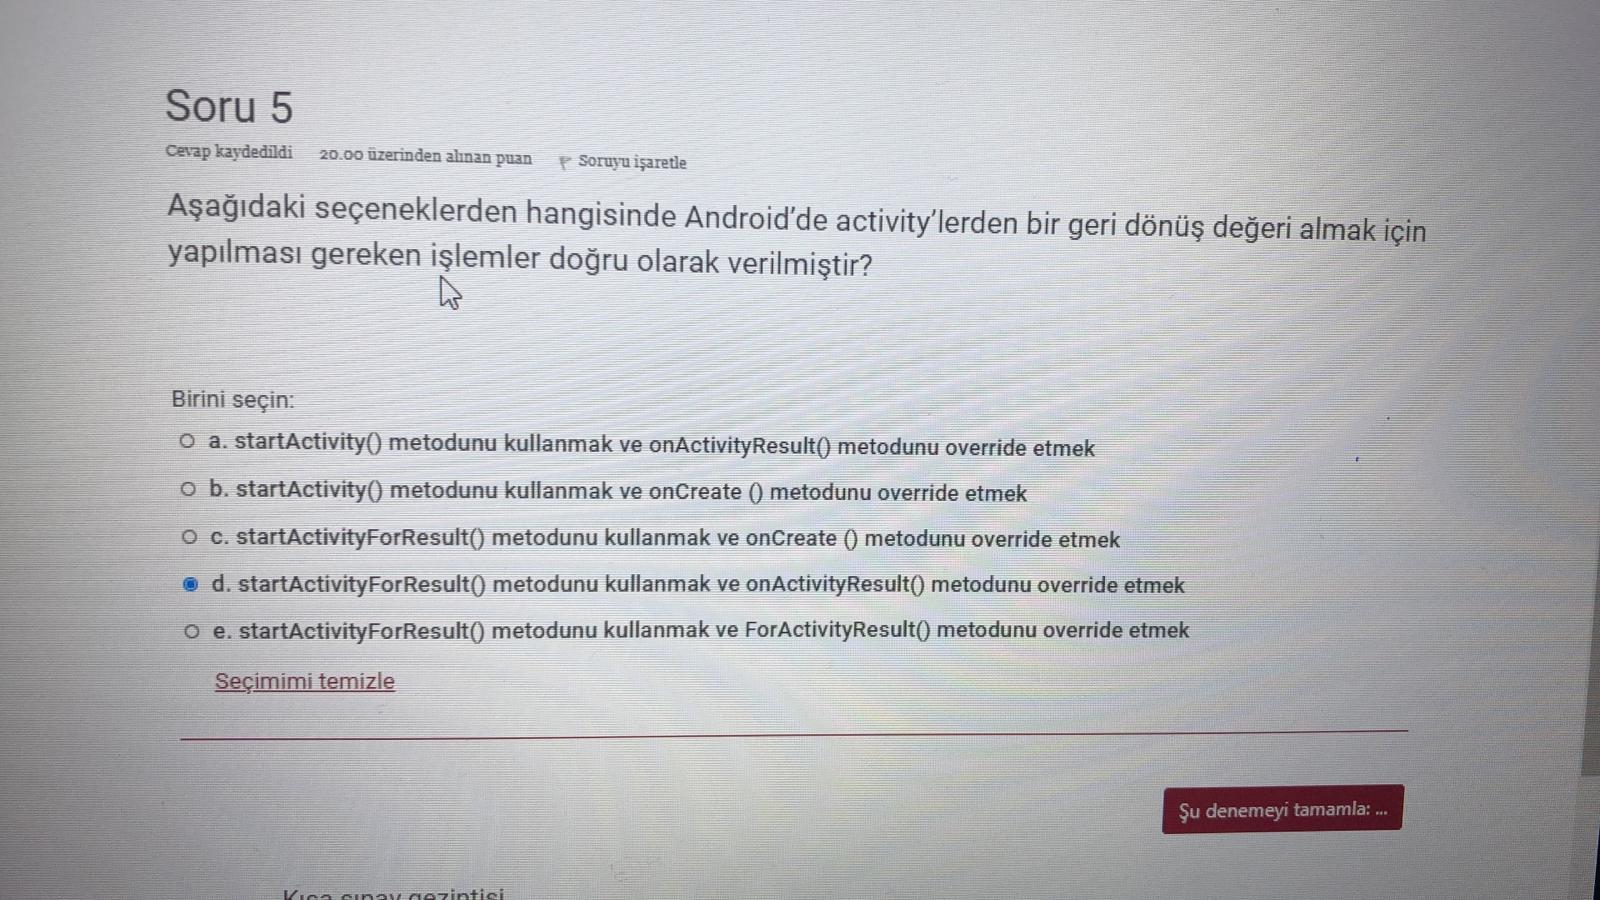 Soru 5
Cevap kaydedildi 20.00 üzerinden alınan puan Soruyu işaretle
Aşağıdaki seçeneklerden hangisinde Android'de activity'lerden bir geri dönüş değeri almak için
yapılması gereken işlemler doğru olarak verilmiştir?
Birini seçin:
a. startActivity() metodunu kullanmak ve onActivityResult() metodunu override etmek
b. startActivity() metodunu kullanmak ve onCreate () metodunu override etmek
c. startActivityForResult() metodunu kullanmak ve onCreate () metodunu override etmek
d. startActivityForResult() metodunu kullanmak ve onActivityResult() metodunu override etmek
e. startActivityForResult() metodunu kullanmak ve ForActivityResult() metodunu override etmek
Seçimimi temizle
Şu denemeyi tamamla: ...
Kısa sınav gezintisi